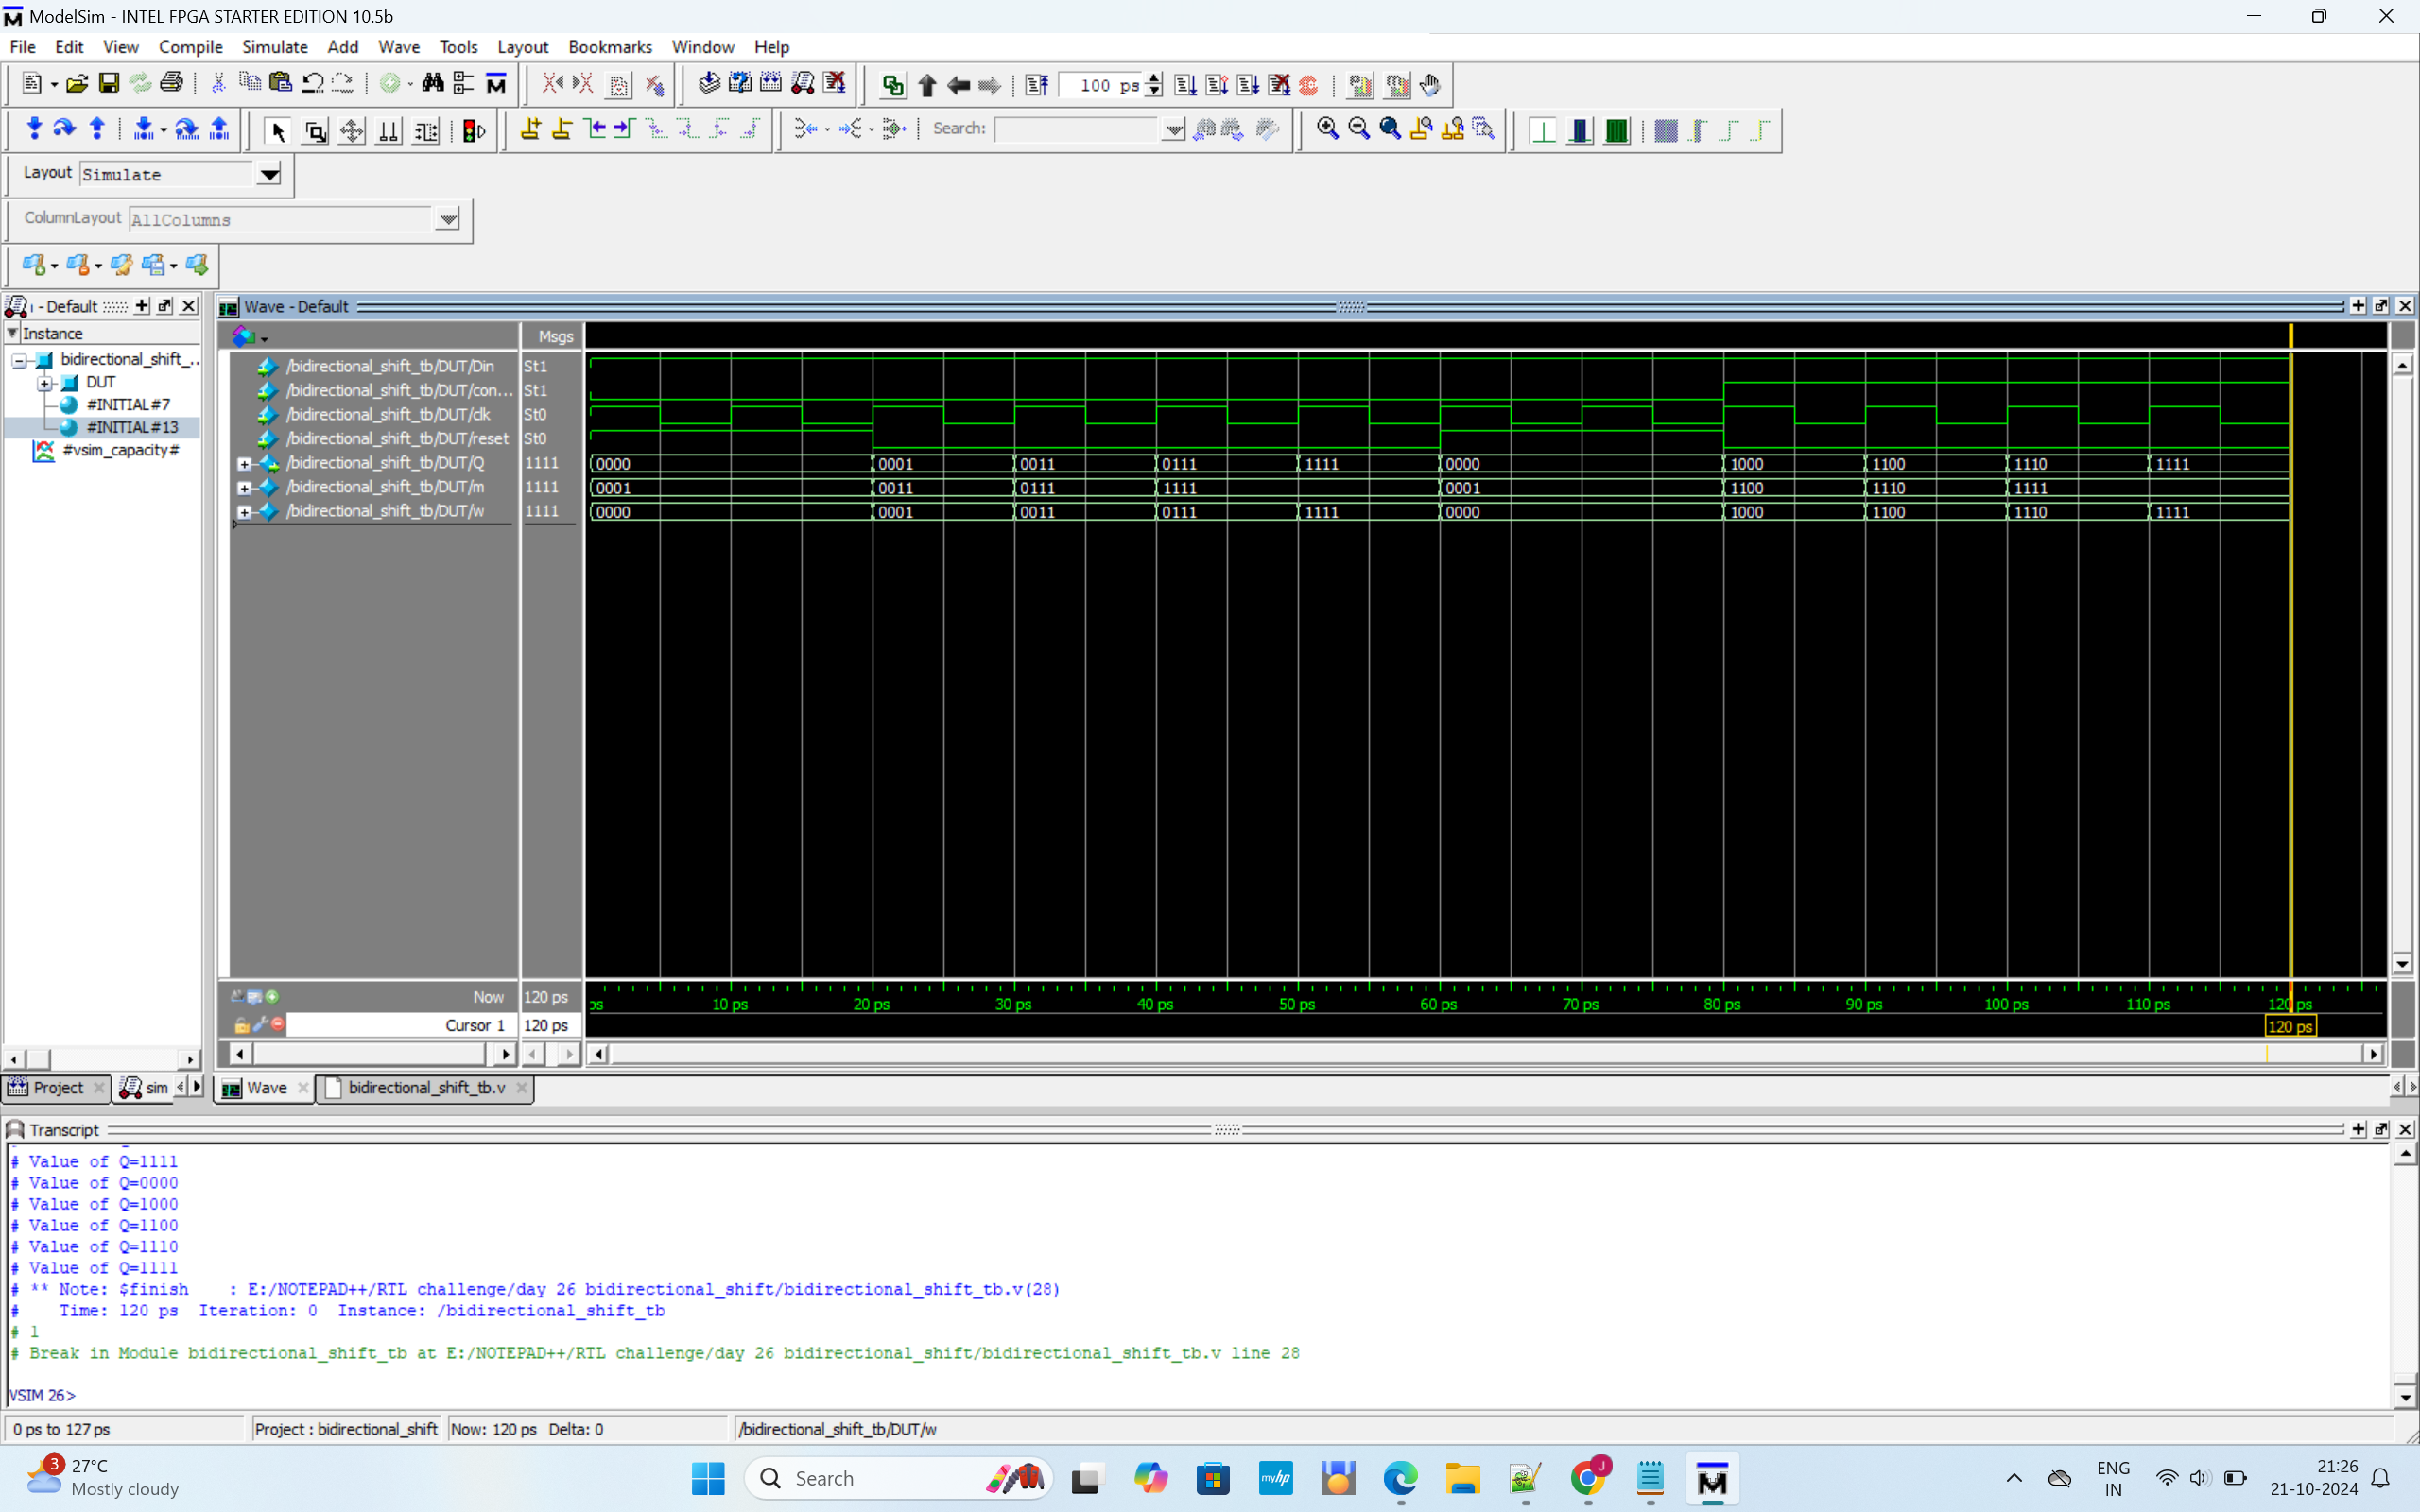 ModelSim - INTEL FPGA STARTER EDITION 10.5b
File Edit View Compile Simulate Add Wave Tools Layout Bookmarks Window Help
100 ps
Search:
Layout Simulate
ColumnLayout AllColumns
- Default
Wave - Default
Instance
Msgs
bidirectional_shift_..
DUT
#INITIAL#7
#INITIAL#13
#vsim_capacity#
/bidirectional_shift_tb/DUT/Din St1
/bidirectional_shift_tb/DUT/con... St1
/bidirectional_shift_tb/DUT/clk St0
/bidirectional_shift_tb/DUT/reset St0
/bidirectional_shift_tb/DUT/Q 1111 0000 0001 0011 0111 1111 0000 1000 1100 1110 1111
/bidirectional_shift_tb/DUT/m 1111 0001 0011 0111 1111 0001 1100 1110 1111
/bidirectional_shift_tb/DUT/w 1111 0000 0001 0011 0111 1111 0000 1000 1100 1110 1111
Now 120 ps
ps 10 ps 20 ps 30 ps 40 ps 50 ps 60 ps 70 ps 80 ps 90 ps 100 ps 110 ps 120 ps
Cursor 1 120 ps
120 ps
Project sim Wave bidirectional_shift_tb.v
Transcript
# Value of Q=1111
# Value of Q=0000
# Value of Q=1000
# Value of Q=1100
# Value of Q=1110
# Value of Q=1111
# ** Note: $finish : E:/NOTEPAD++/RTL challenge/day 26 bidirectional_shift/bidirectional_shift_tb.v(28)
# Time: 120 ps Iteration: 0 Instance: /bidirectional_shift_tb
# 1
# Break in Module bidirectional_shift_tb at E:/NOTEPAD++/RTL challenge/day 26 bidirectional_shift/bidirectional_shift_tb.v line 28
VSIM 26>
0 ps to 127 ps Project : bidirectional_shift Now: 120 ps Delta: 0 /bidirectional_shift_tb/DUT/w
3
27°C
Mostly cloudy
Search
myhp
J
ENG
IN
21:26
21-10-2024